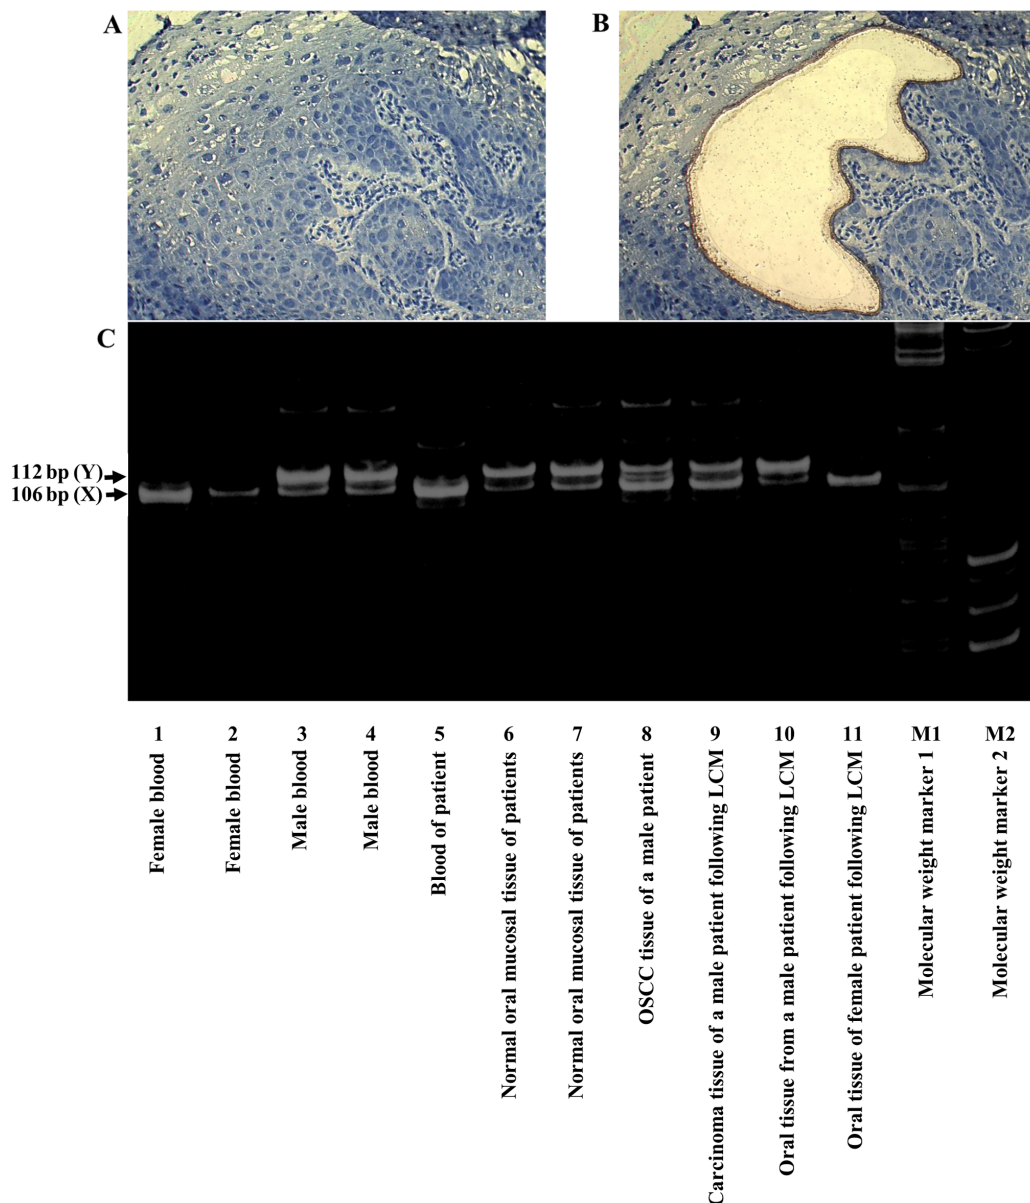 A
B
C
112 bp (Y)
106 bp (X)
1
2
3
4
5
6
7
8
9
10
11
M1
M2
Female blood
Female blood
Male blood
Male blood
Blood of patient
Normal oral mucosal tissue of patients
Normal oral mucosal tissue of patients
OSCC tissue of a male patient
Carcinoma tissue of a male patient following LCM
Oral tissue from a male patient following LCM
Oral tissue of female patient following LCM
Molecular weight marker 1
Molecular weight marker 2